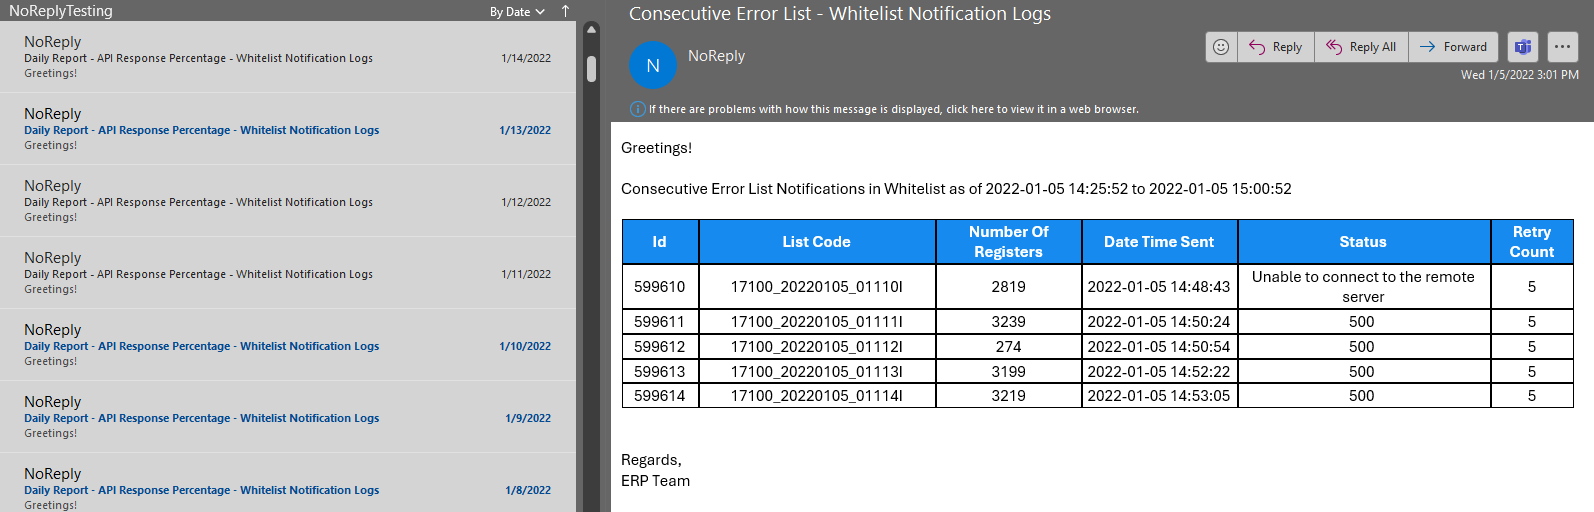 NoReplyTesting
By Date
NoReply
Daily Report - API Response Percentage - Whitelist Notification Logs 1/14/2022
Greetings!
NoReply
Daily Report - API Response Percentage - Whitelist Notification Logs 1/13/2022
Greetings!
NoReply
Daily Report - API Response Percentage - Whitelist Notification Logs 1/12/2022
Greetings!
NoReply
Daily Report - API Response Percentage - Whitelist Notification Logs 1/11/2022
Greetings!
NoReply
Daily Report - API Response Percentage - Whitelist Notification Logs 1/10/2022
Greetings!
NoReply
Daily Report - API Response Percentage - Whitelist Notification Logs 1/9/2022
Greetings!
NoReply
Daily Report - API Response Percentage - Whitelist Notification Logs 1/8/2022
Greetings!
Consecutive Error List - Whitelist Notification Logs
N
NoReply
Reply
Reply All
Forward
Wed 1/5/2022 3:01 PM
If there are problems with how this message is displayed, click here to view it in a web browser.
Greetings!
Consecutive Error List Notifications in Whitelist as of 2022-01-05 14:25:52 to 2022-01-05 15:00:52
Id List Code Number Of Registers Date Time Sent Status Retry Count
599610 17100_20220105_01110I 2819 2022-01-05 14:48:43 Unable to connect to the remote server 5
599611 17100_20220105_01111I 3239 2022-01-05 14:50:24 500 5
599612 17100_20220105_01112I 274 2022-01-05 14:50:54 500 5
599613 17100_20220105_01113I 3199 2022-01-05 14:52:22 500 5
599614 17100_20220105_01114I 3219 2022-01-05 14:53:05 500 5
Regards,
ERP Team